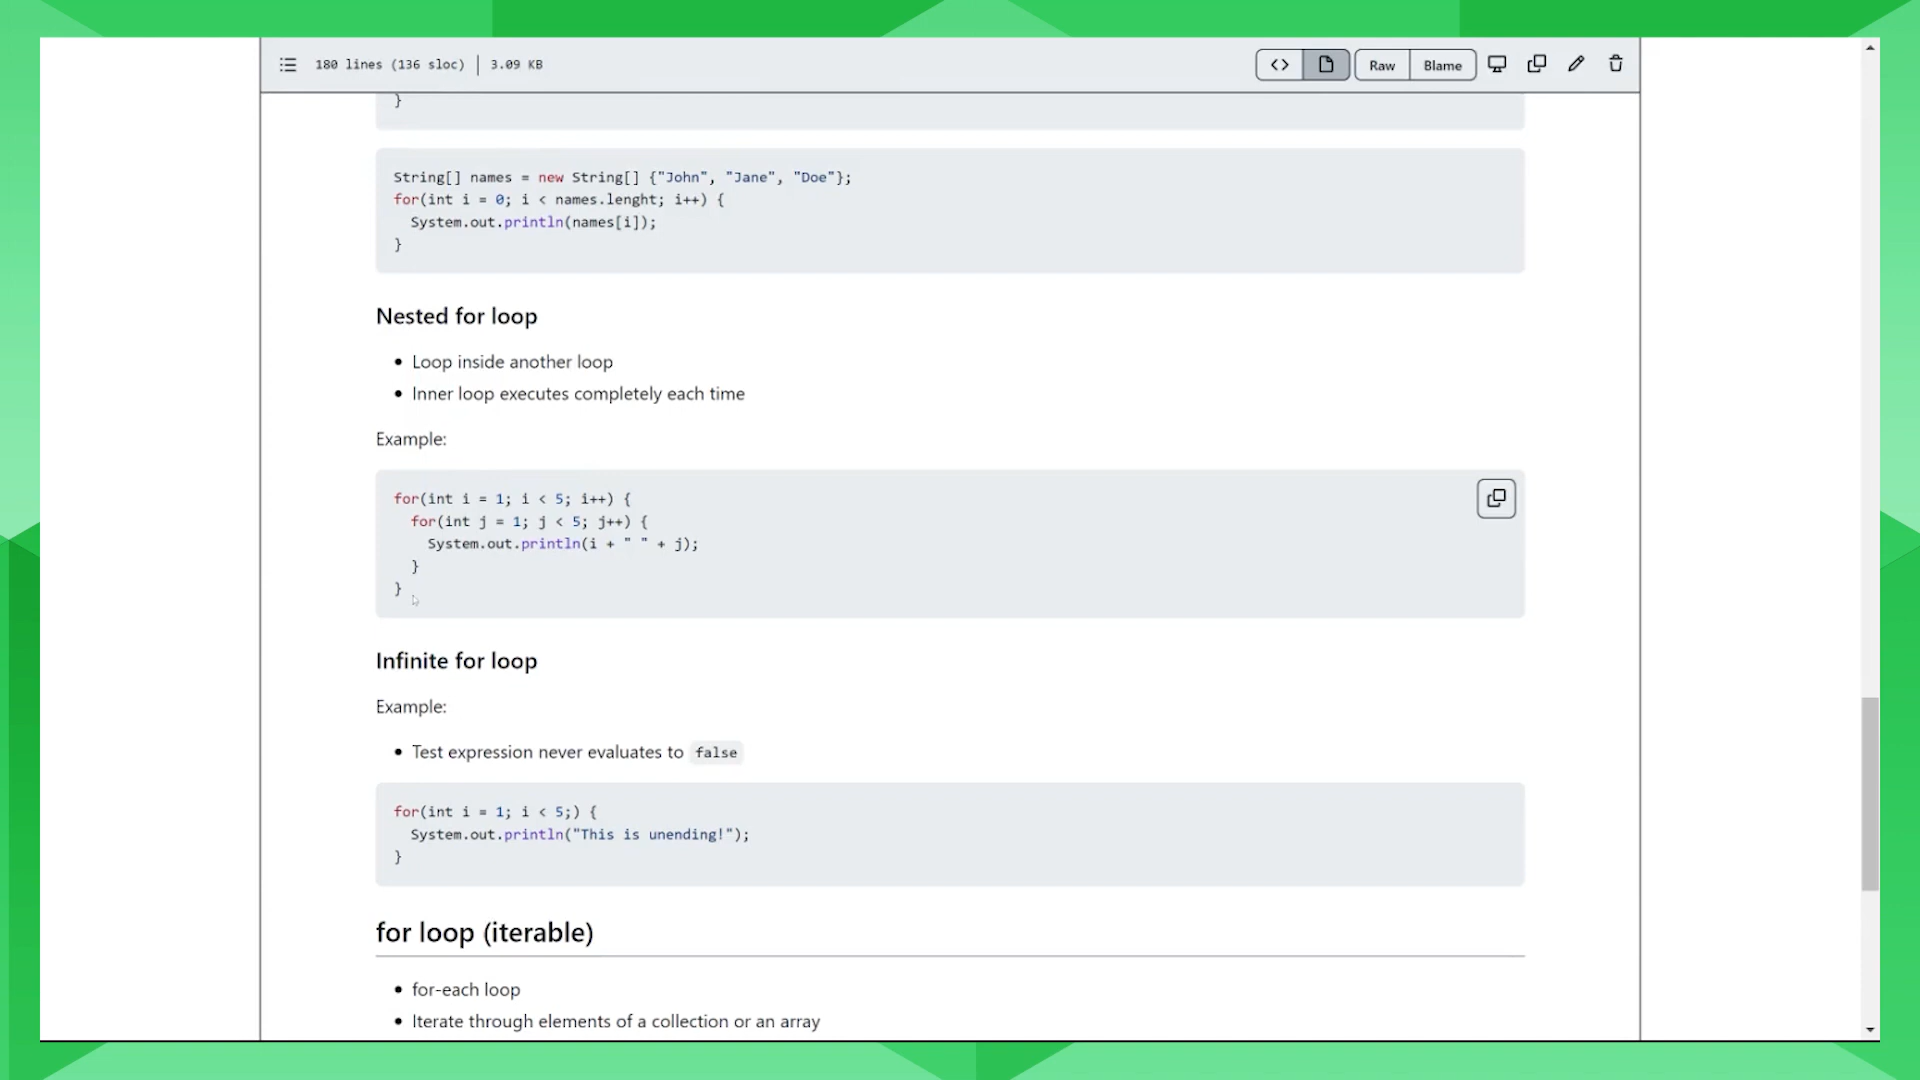 180 lines (136 sloc) | 3.09 KB
<> Raw Blame
}
String[] names = new String[] {"John", "Jane", "Doe"};
for(int i = 0; i < names.lenght; i++) {
  System.out.println(names[i]);
}
Nested for loop
• Loop inside another loop
• Inner loop executes completely each time
Example:
for(int i = 1; i < 5; i++) {
  for(int j = 1; j < 5; j++) {
    System.out.println(i + " " + j);
  }
}
Infinite for loop
Example:
• Test expression never evaluates to false
for(int i = 1; i < 5;) {
  System.out.println("This is unending!");
}
for loop (iterable)
• for-each loop
• Iterate through elements of a collection or an array